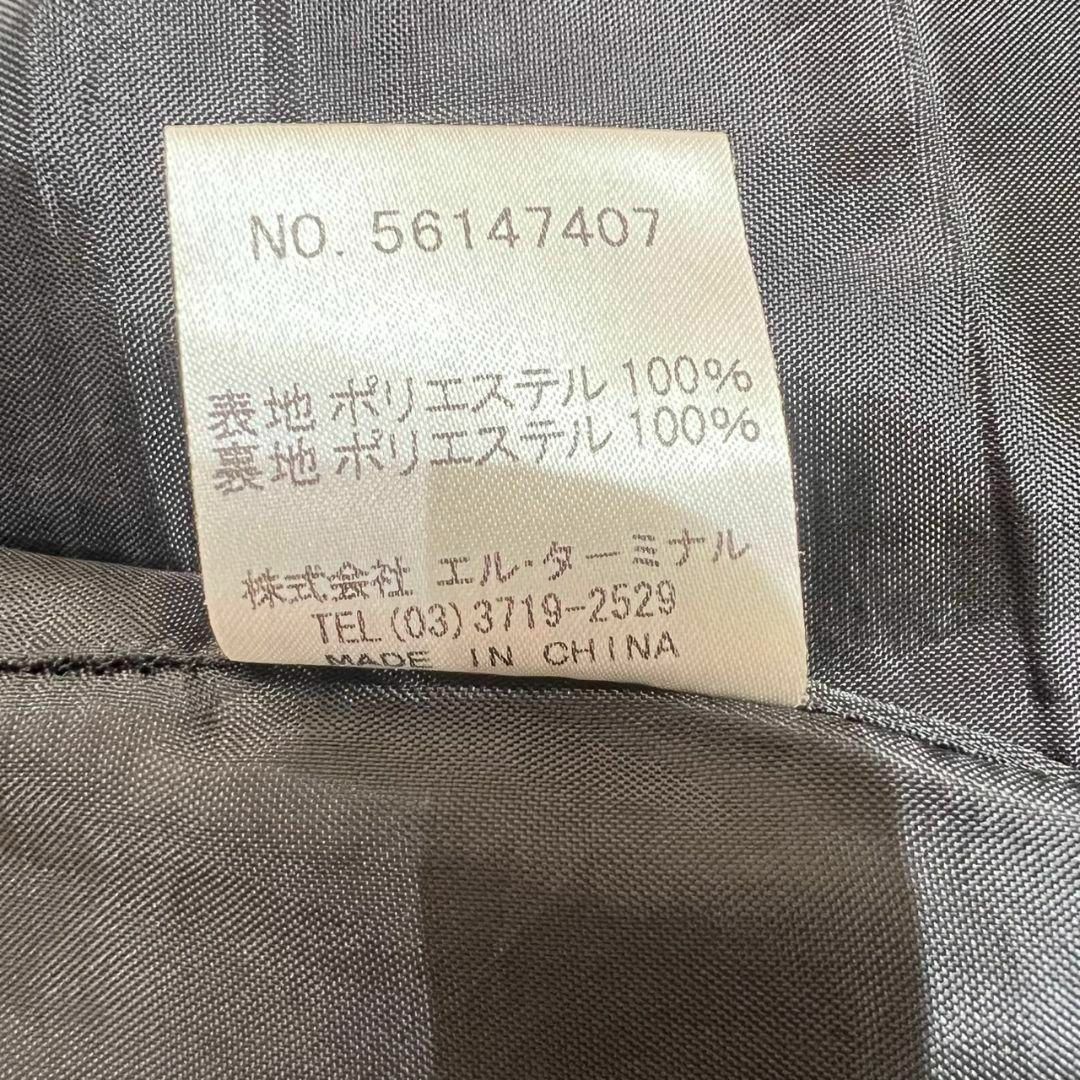 NO. 56147407
表地 ポリエステル 100%
裏地 ポリエステル 100%
株式会社 エル・ターミナル
TEL (03) 3719-2529
MADE IN CHINA